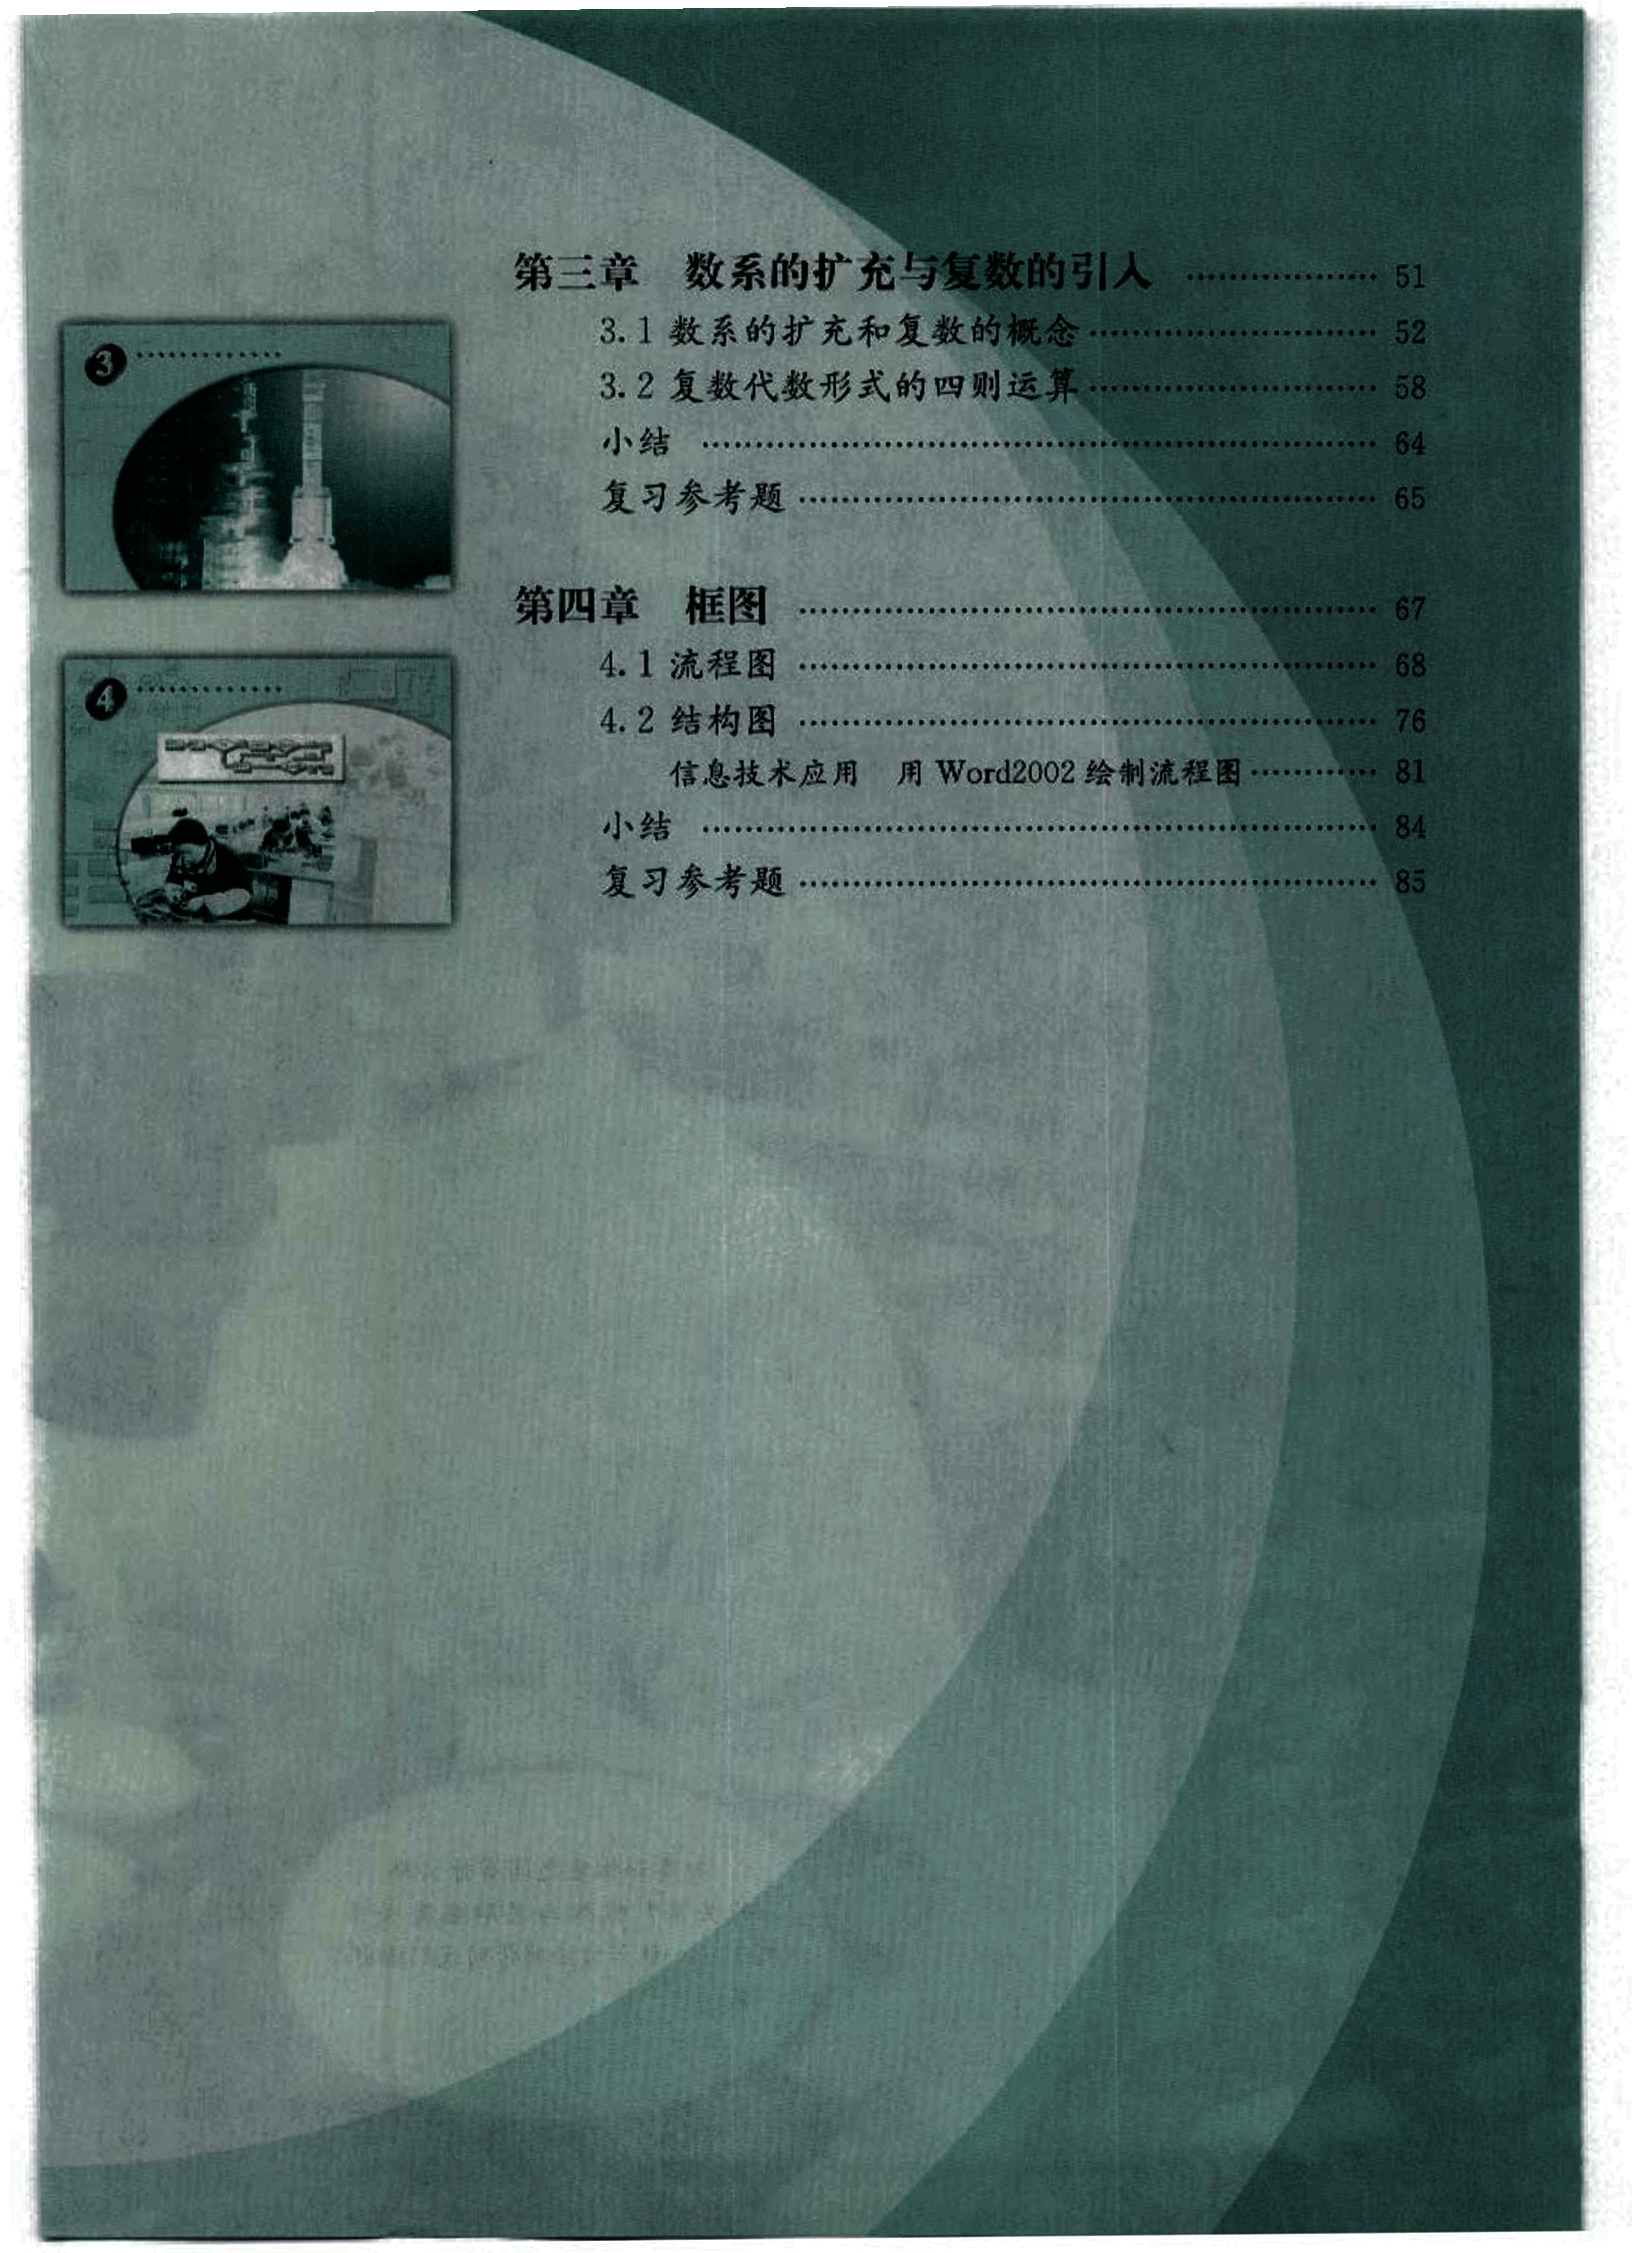 第三章 数系的扩充与复数的引入 ……………… 51
3.1 数系的扩充和复数的概念 ……………… 52
3.2 复数代数形式的四则运算 ……………… 58
小结 ……………… 64
复习参考题 ……………… 65
第四章 框图 ……………… 67
4.1 流程图 ……………… 68
4.2 结构图 ……………… 76
信息技术应用 用 Word2002 绘制流程图 ……………… 81
小结 ……………… 84
复习参考题 ……………… 85
3
4